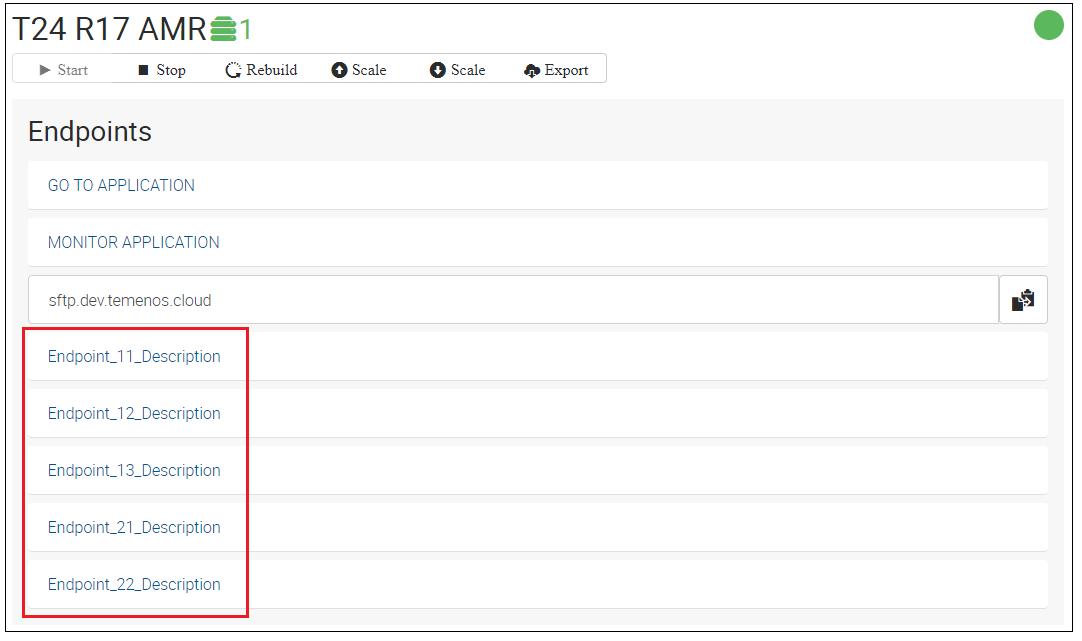 T24 R17 AMR 1
Start Stop Rebuild Scale Scale Export
Endpoints
GO TO APPLICATION
MONITOR APPLICATION
sftp.dev.temenos.cloud
Endpoint_11_Description
Endpoint_12_Description
Endpoint_13_Description
Endpoint_21_Description
Endpoint_22_Description